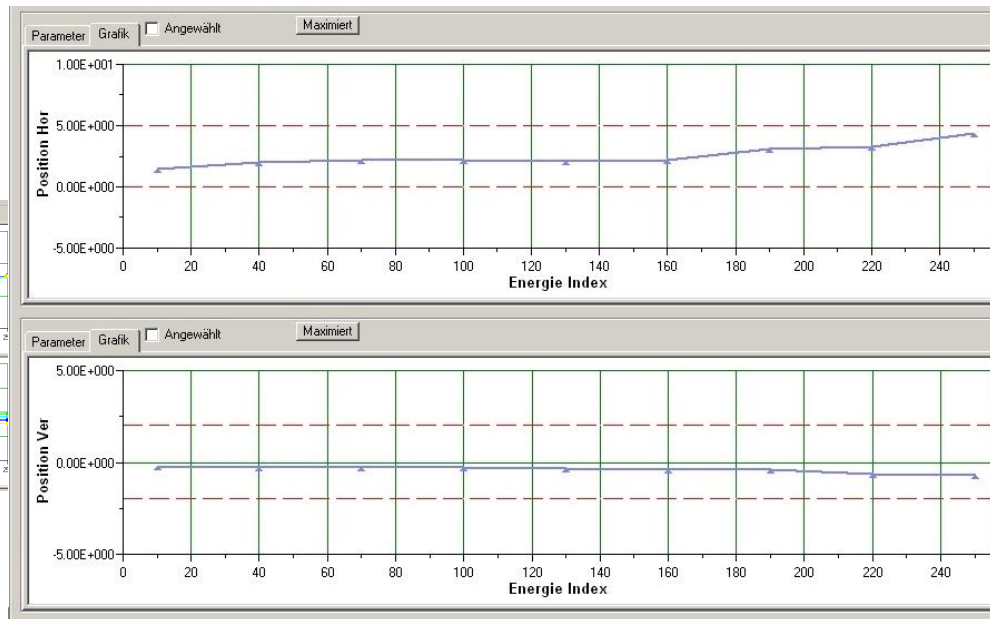 Parameter Grafik Angewählt Maximiert
1.00E+001
5.00E+000
0.00E+000
-5.00E+000
Position Hor
0 20 40 60 80 100 120 140 160 180 200 220 240
Energie Index
Parameter Grafik Angewählt Maximiert
5.00E+000
0.00E+000
-5.00E+000
Position Ver
0 20 40 60 80 100 120 140 160 180 200 220 240
Energie Index